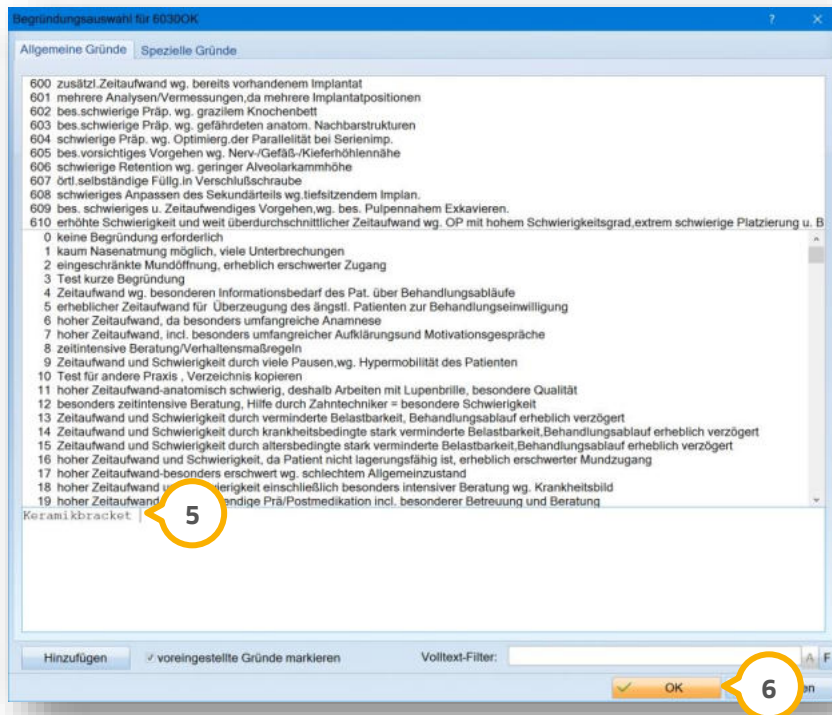 Begründungsauswahl für 6030OK ? ×
Allgemeine Gründe Spezielle Gründe
600 zusätzl.Zeitaufwand wg. bereits vorhandenem Implantat
601 mehrere Analysen/Vermessungen,da mehrere Implantatpositionen
602 bes.schwierige Präp. wg. grazilem Knochenbett
603 bes.schwierige Präp. wg. gefährdeten anatom. Nachbarstrukturen
604 schwierige Präp. wg. Optimierg.der Parallelität bei Serienimp.
605 bes.vorsichtiges Vorgehen wg. Nerv-/Gefäß-/Kieferhöhlennähe
606 schwierige Retention wg. geringer Alveolarkammhöhe
607 örtl.selbständige Füllg.in Verschlußschraube
608 schwieriges Anpassen des Sekundärteils wg.tiefsitzendem Implan.
609 bes. schwieriges u. Zeitaufwendiges Vorgehen,wg. bes. Pulpennahem Exkavieren.
610 erhöhte Schwierigkeit und weit überdurchschnittlicher Zeitaufwand wg. OP mit hohem Schwierigkeitsgrad,extrem schwierige Platzierung u. B
0 keine Begründung erforderlich
1 kaum Nasenatmung möglich, viele Unterbrechungen
2 eingeschränkte Mundöffnung, erheblich erschwerter Zugang
3 Test kurze Begründung
4 Zeitaufwand wg. besonderen Informationsbedarf des Pat. über Behandlungsabläufe
5 erheblicher Zeitaufwand für Überzeugung des ängstl. Patienten zur Behandlungseinwilligung
6 hoher Zeitaufwand, da besonders umfangreiche Anamnese
7 hoher Zeitaufwand, incl. besonders umfangreicher Aufklärungsund Motivationsgespräche
8 zeitintensive Beratung/Verhaltensmaßregeln
9 Zeitaufwand und Schwierigkeit durch viele Pausen,wg. Hypermobilität des Patienten
10 Test für andere Praxis , Verzeichnis kopieren
11 hoher Zeitaufwand-anatomisch schwierig, deshalb Arbeiten mit Lupenbrille, besondere Qualität
12 besonders zeitintensive Beratung, Hilfe durch Zahntechniker = besondere Schwierigkeit
13 Zeitaufwand und Schwierigkeit durch verminderte Belastbarkeit, Behandlungsablauf erheblich verzögert
14 Zeitaufwand und Schwierigkeit durch krankheitsbedingte stark verminderte Belastbarkeit,Behandlungsablauf erheblich verzögert
15 Zeitaufwand und Schwierigkeit durch altersbedingte stark verminderte Belastbarkeit,Behandlungsablauf erheblich verzögert
16 hoher Zeitaufwand und Schwierigkeit, da Patient nicht lagerungsfähig ist, erheblich erschwerter Mundzugang
17 hoher Zeitaufwand-besonders erschwert wg. schlechtem Allgemeinzustand
18 hoher Zeitaufwand u ierigkeit einschließlich besonders intensiver Beratung wg. Krankheitsbild
19 hoher Zeitaufwand endige Prä/Postmedikation incl. besonderer Betreuung und Beratung
Keramikbracket 5
Hinzufügen voreingestellte Gründe markieren Volltext-Filter: A F
OK 6 en